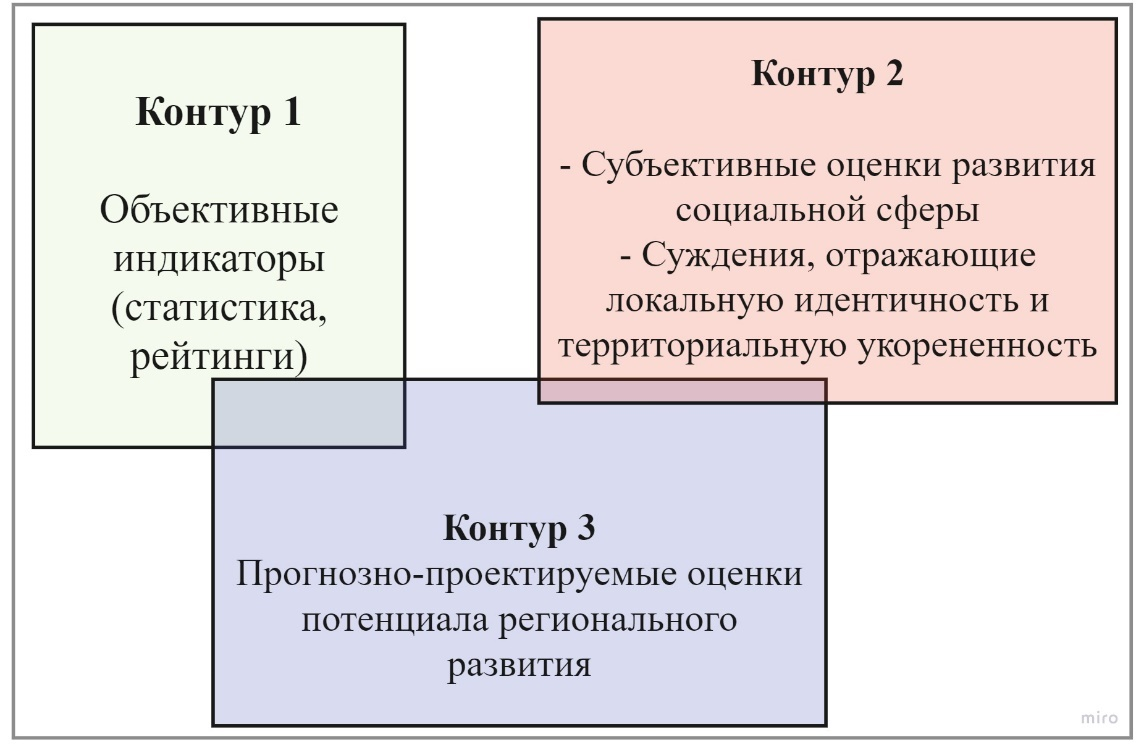 Контур 1
Объективные
индикаторы
(статистика,
рейтинги)
Контур 2
- Субъективные оценки развития
социальной сферы
- Суждения, отражающие
локальную идентичность и
территориальную укорененность
Контур 3
Прогнозно-проектируемые оценки
потенциала регионального
развития
miro